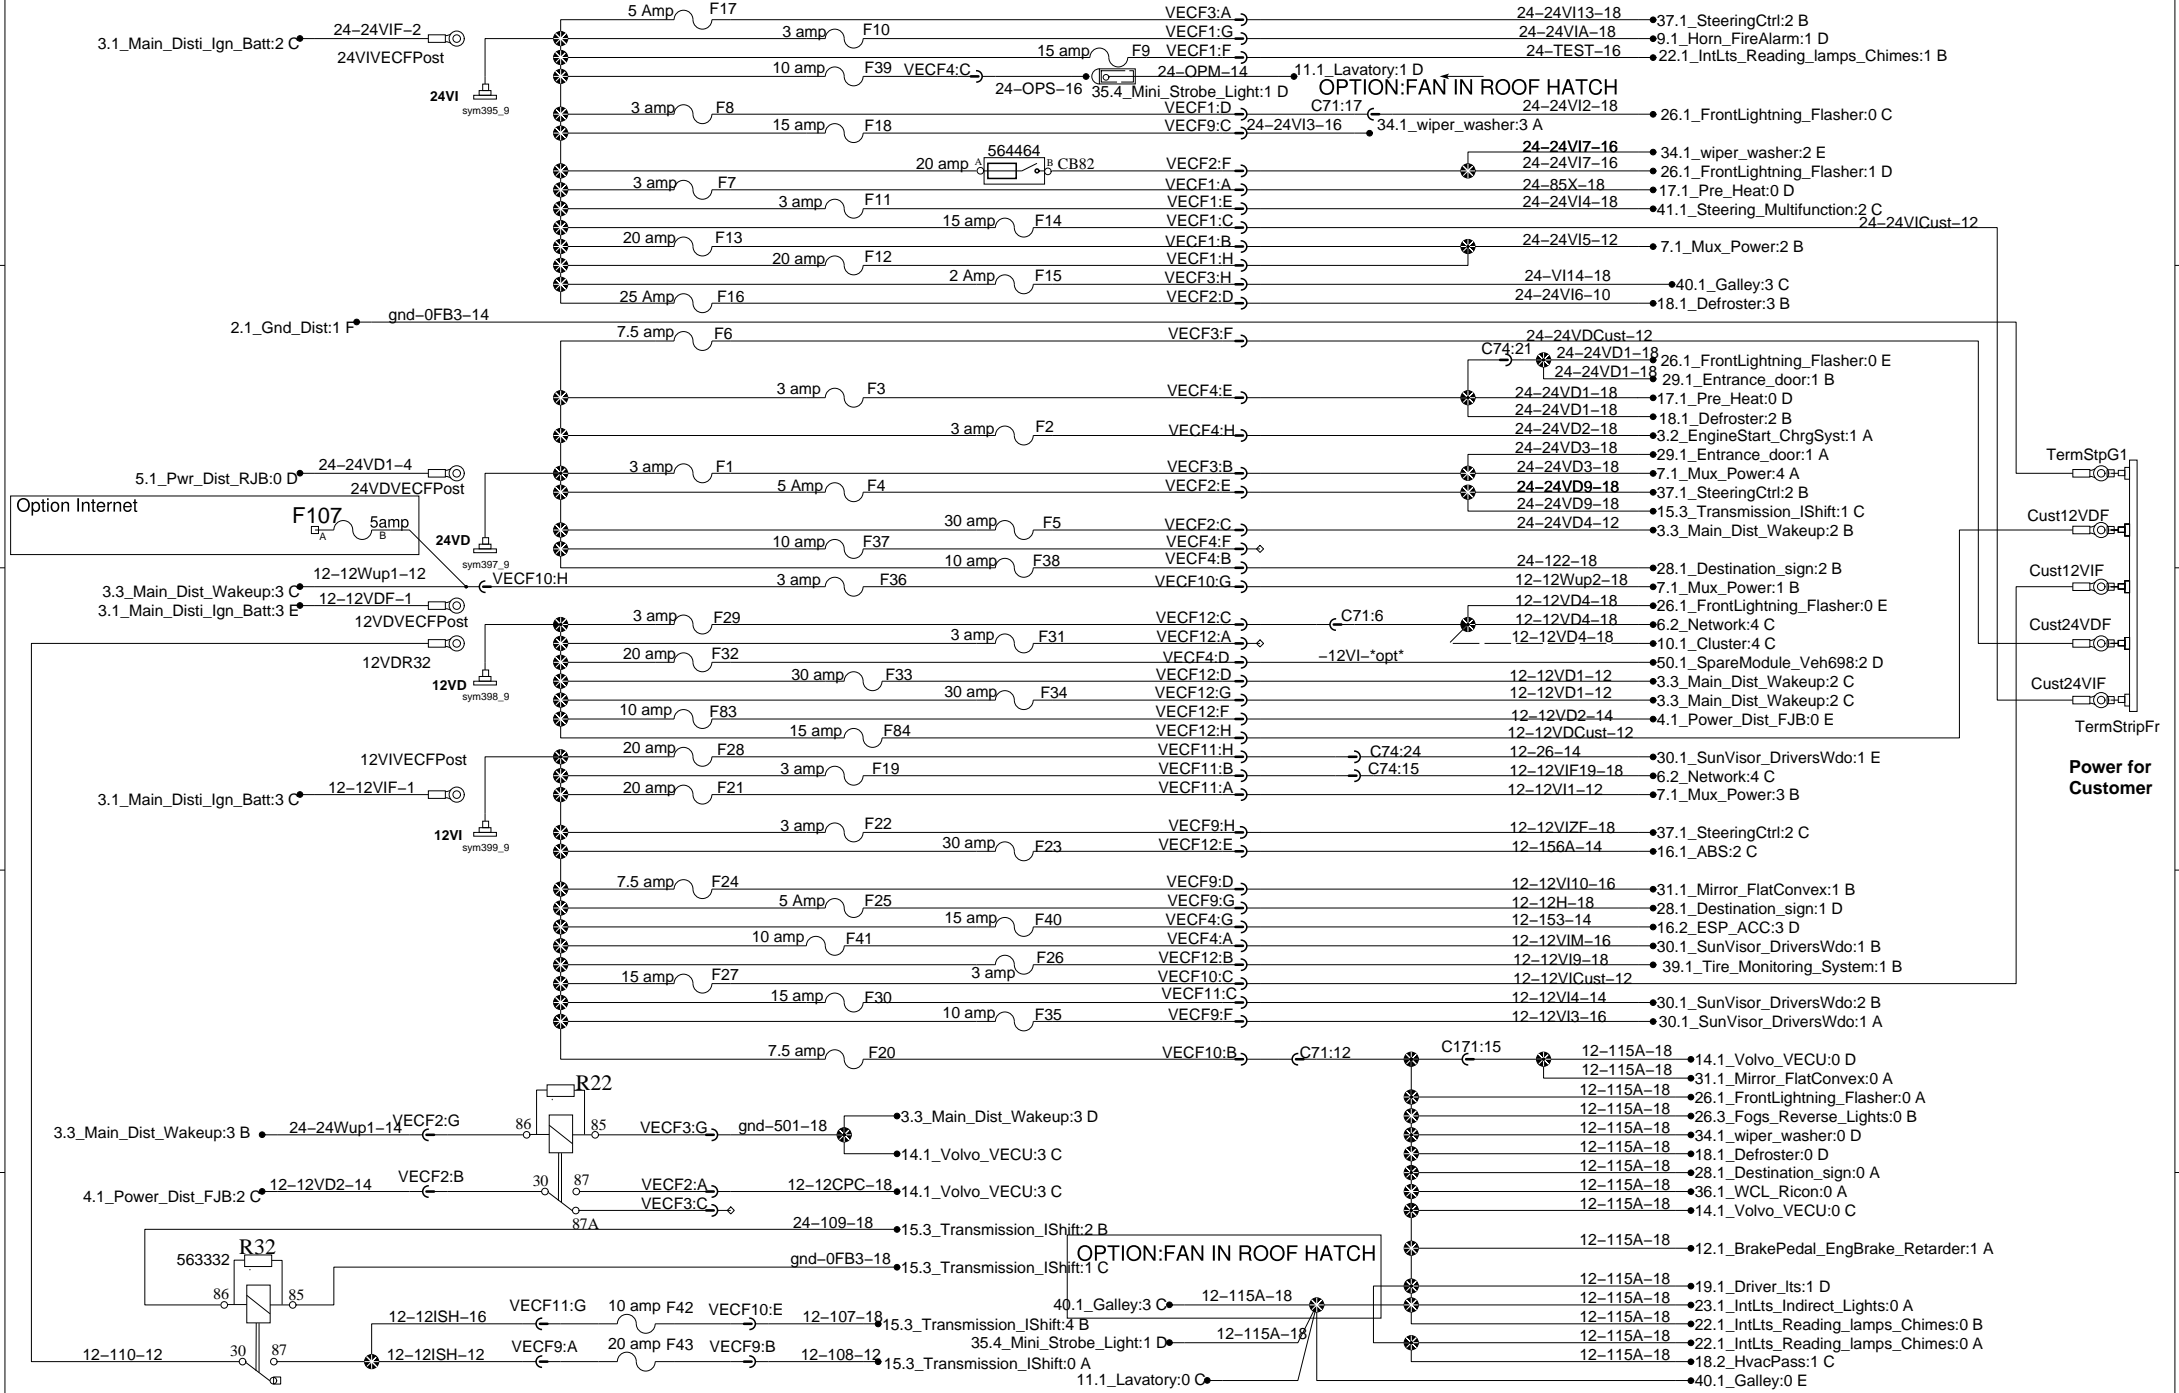 5 Amp F17 VECF3:A 24-24VI13-18 37.1_SteeringCtrl:2 B
3.1_Main_Disti_Ign_Batt:2 C 24-24VIF-2 3 amp F10 VECF1:G 24-24VIA-18 9.1_Horn_FireAlarm:1 D
24VIVECFPost 15 amp F9 VECF1:F 24-TEST-16 22.1_IntLts_Reading_lamps_Chimes:1 B
10 amp F39 VECF4:C 24-OPM-14 11.1_Lavatory:1 D
24VI 24-OPS-16 35.4_Mini_Strobe_Light:1 D OPTION:FAN IN ROOF HATCH
sym395_9
3 amp F8 VECF1:D C71:17 24-24VI2-18 26.1_FrontLightning_Flasher:0 C
15 amp F18 VECF9:C 24-24VI3-16 34.1_wiper_washer:3 A
564464 24-24VI7-16 34.1_wiper_washer:2 E
20 amp A B CB82 VECF2:F 24-24VI7-16 26.1_FrontLightning_Flasher:1 D
3 amp F7 VECF1:A 24-85X-18 17.1_Pre_Heat:0 D
3 amp F11 VECF1:E 24-24VI4-18 41.1_Steering_Multifunction:2 C
15 amp F14 VECF1:C 24-24VICust-12
20 amp F13 VECF1:B 24-24VI5-12 7.1_Mux_Power:2 B
20 amp F12 VECF1:H
2 Amp F15 VECF3:H 24-VI14-18 40.1_Galley:3 C
25 Amp F16 VECF2:D 24-24VI6-10 18.1_Defroster:3 B
2.1_Gnd_Dist:1 F gnd-0FB3-14
7.5 amp F6 VECF3:F 24-24VDCust-12
C74:21 24-24VD1-18 26.1_FrontLightning_Flasher:0 E
24-24VD1-18 29.1_Entrance_door:1 B
3 amp F3 VECF4:E 24-24VD1-18 17.1_Pre_Heat:0 D
24-24VD1-18 18.1_Defroster:2 B
3 amp F2 VECF4:H 24-24VD2-18 3.2_EngineStart_ChrgSyst:1 A
24-24VD3-18 29.1_Entrance_door:1 A TermStpG1
5.1_Pwr_Dist_RJB:0 D 24-24VD1-4 3 amp F1 VECF3:B 24-24VD3-18 7.1_Mux_Power:4 A
24VDVECFPost 5 Amp F4 VECF2:E 24-24VD9-18 37.1_SteeringCtrl:2 B
Option Internet 24-24VD9-18 15.3_Transmission_IShift:1 C Cust12VDF
F107 A B 5amp 30 amp F5 VECF2:C 24-24VD4-12 3.3_Main_Dist_Wakeup:2 B
24VD 10 amp F37 VECF4:F
sym397_9 10 amp F38 VECF4:B 24-122-18 28.1_Destination_sign:2 B Cust12VIF
3.3_Main_Dist_Wakeup:3 C 12-12Wup1-12 VECF10:H 3 amp F36 VECF10:G 12-12Wup2-18 7.1_Mux_Power:1 B
3.1_Main_Disti_Ign_Batt:3 E 12-12VDF-1 12-12VD4-18 26.1_FrontLightning_Flasher:0 E
12VDVECFPost 3 amp F29 VECF12:C C71:6 12-12VD4-18 6.2_Network:4 C Cust24VDF
3 amp F31 VECF12:A 12-12VD4-18 10.1_Cluster:4 C
12VDR32 20 amp F32 VECF4:D -12VI-*opt* 50.1_SpareModule_Veh698:2 D
12VD 30 amp F33 VECF12:D 12-12VD1-12 3.3_Main_Dist_Wakeup:2 C Cust24VIF
sym398_9 30 amp F34 VECF12:G 12-12VD1-12 3.3_Main_Dist_Wakeup:2 C
10 amp F83 VECF12:F 12-12VD2-14 4.1_Power_Dist_FJB:0 E TermStripFr
15 amp F84 VECF12:H 12-12VDCust-12
12VIVECFPost 20 amp F28 VECF11:H C74:24 12-26-14 30.1_SunVisor_DriversWdo:1 E
3 amp F19 VECF11:B C74:15 12-12VIF19-18 6.2_Network:4 C
Power for
Customer
3.1_Main_Disti_Ign_Batt:3 C 12-12VIF-1 20 amp F21 VECF11:A 12-12VI1-12 7.1_Mux_Power:3 B
12VI 3 amp F22 VECF9:H 12-12VIZF-18 37.1_SteeringCtrl:2 C
sym399_9 30 amp F23 VECF12:E 12-156A-14 16.1_ABS:2 C
7.5 amp F24 VECF9:D 12-12VI10-16 31.1_Mirror_FlatConvex:1 B
5 Amp F25 VECF9:G 12-12H-18 28.1_Destination_sign:1 D
15 amp F40 VECF4:G 12-153-14 16.2_ESP_ACC:3 D
10 amp F41 VECF4:A 12-12VIM-16 30.1_SunVisor_DriversWdo:1 B
3 amp F26 VECF12:B 12-12VI9-18 39.1_Tire_Monitoring_System:1 B
15 amp F27 VECF10:C 12-12VICust-12
15 amp F30 VECF11:C 12-12VI4-14 30.1_SunVisor_DriversWdo:2 B
10 amp F35 VECF9:F 12-12VI3-16 30.1_SunVisor_DriversWdo:1 A
7.5 amp F20 VECF10:B C71:12 C171:15 12-115A-18 14.1_Volvo_VECU:0 D
R22 12-115A-18 31.1_Mirror_FlatConvex:0 A
12-115A-18 26.1_FrontLightning_Flasher:0 A
3.3_Main_Dist_Wakeup:3 D 12-115A-18 26.3_Fogs_Reverse_Lights:0 B
3.3_Main_Dist_Wakeup:3 B 24-24Wup1-14 VECF2:G 86 85 VECF3:G gnd-501-18 12-115A-18 34.1_wiper_washer:0 D
14.1_Volvo_VECU:3 C 12-115A-18 18.1_Defroster:0 D
12-115A-18 28.1_Destination_sign:0 A
4.1_Power_Dist_FJB:2 C 12-12VD2-14 VECF2:B 30 87 VECF2:A 12-12CPC-18 14.1_Volvo_VECU:3 C 12-115A-18 36.1_WCL_Ricon:0 A
87A VECF3:C 12-115A-18 14.1_Volvo_VECU:0 C
24-109-18 15.3_Transmission_IShift:2 B
R32 OPTION:FAN IN ROOF HATCH 12-115A-18 12.1_BrakePedal_EngBrake_Retarder:1 A
563332 gnd-0FB3-18 15.3_Transmission_IShift:1 C
12-115A-18 19.1_Driver_lts:1 D
86 85 40.1_Galley:3 C 12-115A-18 12-115A-18 23.1_IntLts_Indirect_Lights:0 A
12-12ISH-16 VECF11:G 10 amp F42 VECF10:E 12-107-18 15.3_Transmission_IShift:4 B 12-115A-18 22.1_IntLts_Reading_lamps_Chimes:0 B
35.4_Mini_Strobe_Light:1 D 12-115A-18 12-115A-18 22.1_IntLts_Reading_lamps_Chimes:0 A
12-110-12 30 87 12-12ISH-12 VECF9:A 20 amp F43 VECF9:B 12-108-12 15.3_Transmission_IShift:0 A 12-115A-18 18.2_HvacPass:1 C
11.1_Lavatory:0 C 40.1_Galley:0 E